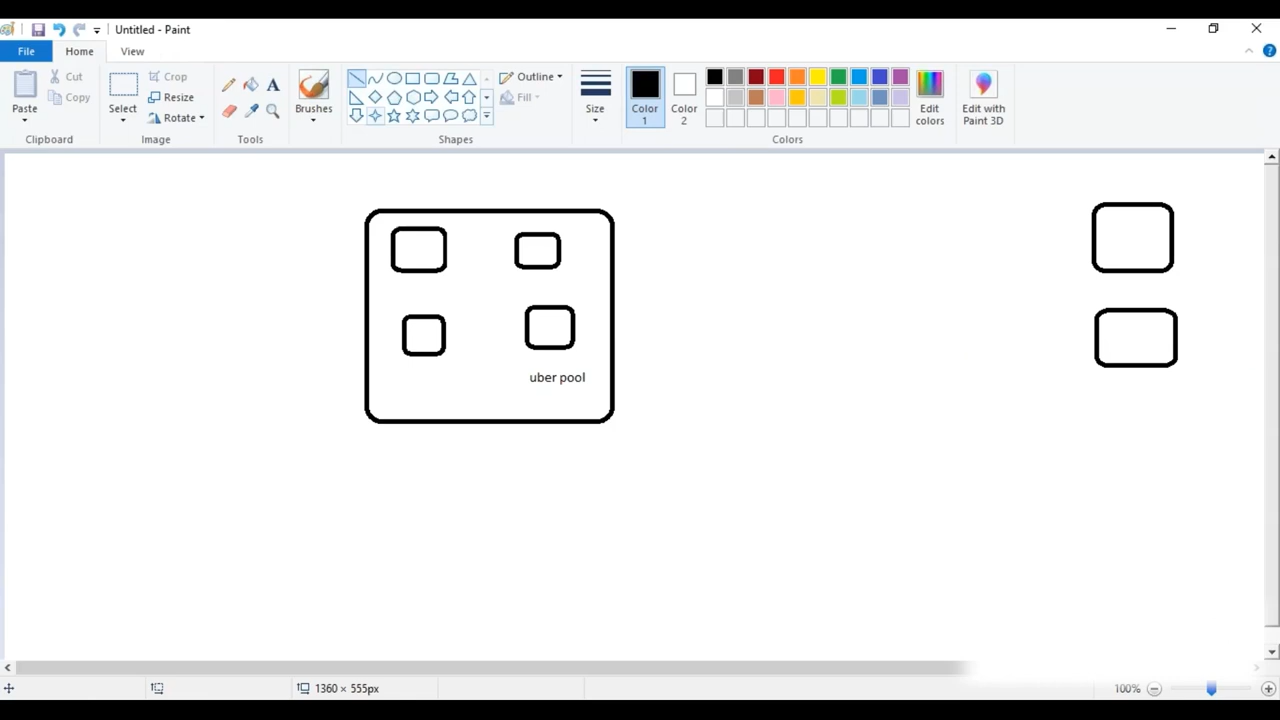 Untitled - Paint
File
Home
View
Paste
Cut
Copy
Clipboard
Select
Crop
Resize
Rotate
Image
A
Tools
Brushes
Outline
Fill
Shapes
Size
Color 1
Color 2
Edit colors
Colors
Edit with Paint 3D
uber pool
1360 × 555px
100%